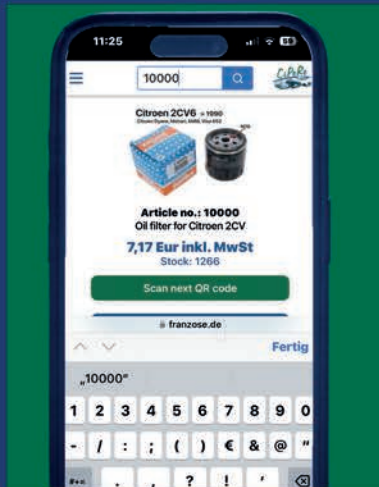 11:25
10000
CiPeRe
Citroen 2CV6 > 1990
Article no.: 10000
Oil filter for Citroen 2CV
7,17 Eur inkl. MwSt
Stock: 1266
Scan next QR code
franzose.de
Fertig
„10000“
1 2 3 4 5 6 7 8 9 0
- / : ; ( ) € & @ "
#+= . , ? ! '